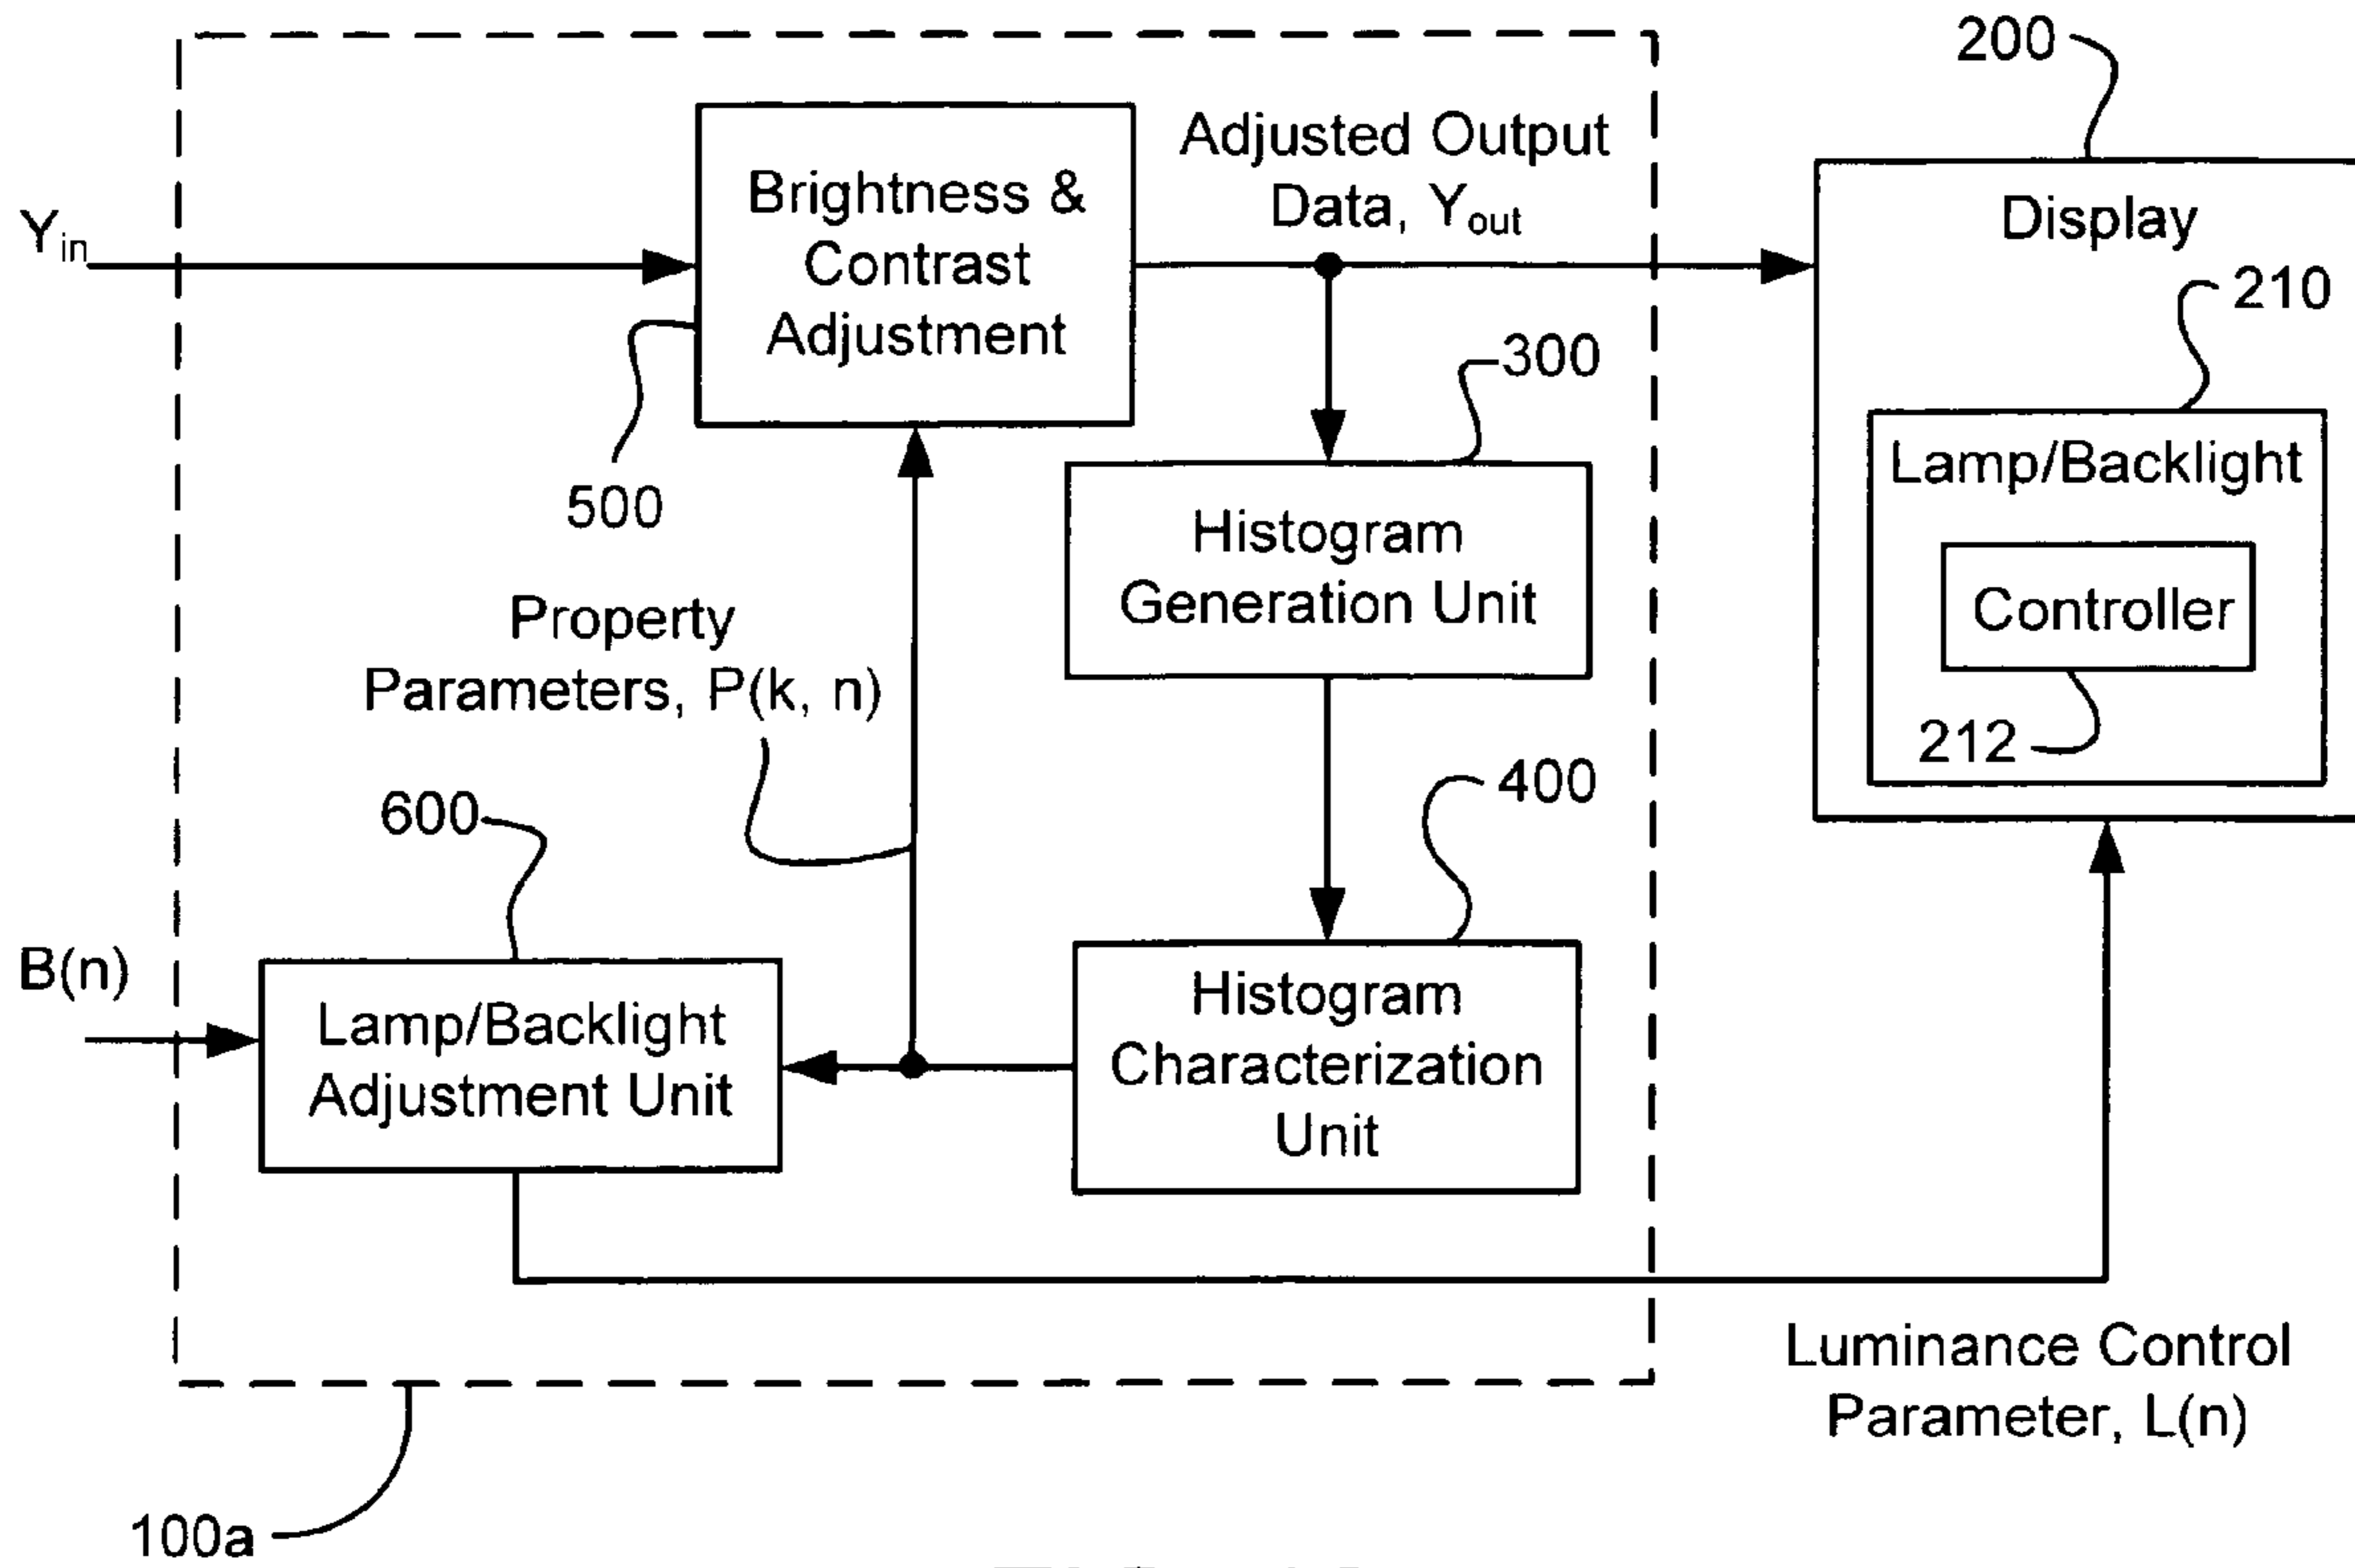 200
Adjusted Output
Data, Yout
Brightness &
Contrast
Adjustment
Yin
Display
210
500
300
Lamp/Backlight
Controller
212
Histogram
Generation Unit
Property
Parameters, P(k, n)
600
400
B(n)
Lamp/Backlight
Adjustment Unit
Histogram
Characterization
Unit
Luminance Control
Parameter, L(n)
100a